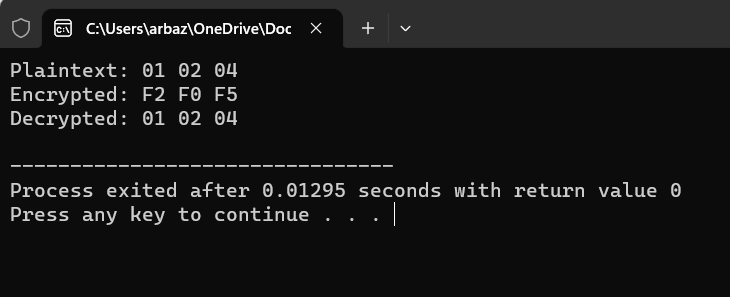 C:\Users\arbaz\OneDrive\Doc
Plaintext: 01 02 04
Encrypted: F2 F0 F5
Decrypted: 01 02 04
--------------------------------
Process exited after 0.01295 seconds with return value 0
Press any key to continue . . .